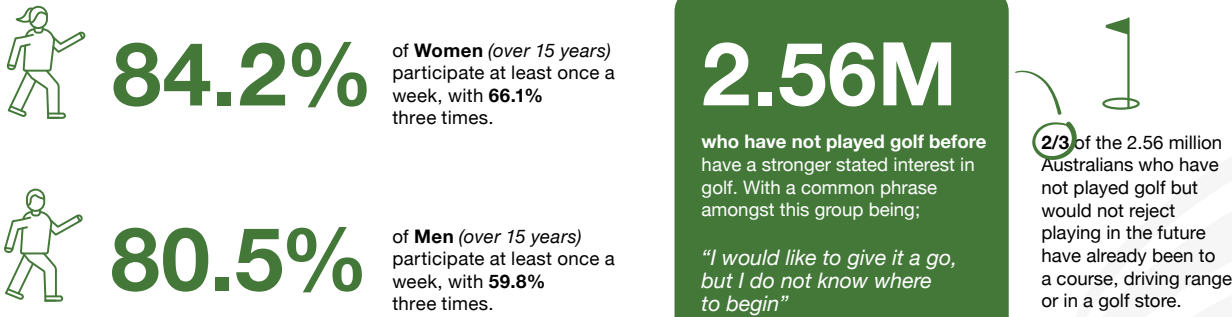 84.2%
of Women (over 15 years)
participate at least once a
week, with 66.1%
three times.
80.5%
of Men (over 15 years)
participate at least once a
week, with 59.8%
three times.
2.56M
who have not played golf before
have a stronger stated interest in
golf. With a common phrase
amongst this group being;
"I would like to give it a go,
but I do not know where
to begin”
2/3 of the 2.56 million
Australians who have
not played golf but
would not reject
playing in the future
have already been to
a course, driving range
or in a golf store.